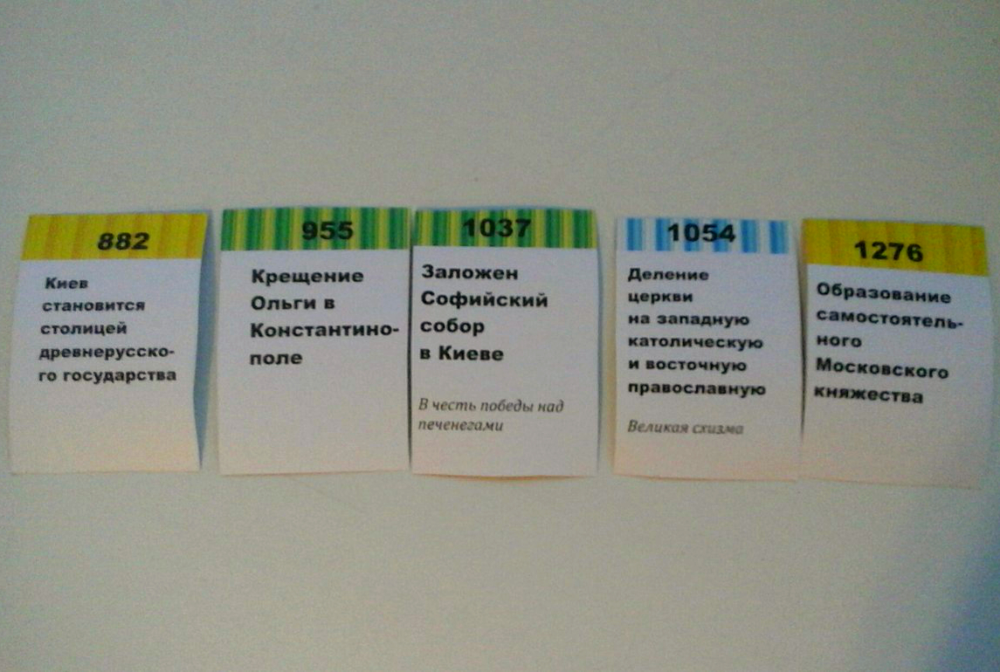 882
Киев
становится
столицей
древнерусско-
го государства
955
Крещение
Ольги в
Константино-
поле
1037
Заложен
Софийский
собор
в Киеве
В честь победы над
печенегами
1054
Деление
церкви
на западную
католическую
и восточную
православную
Великая схизма
1276
Образование
самостоятель-
ного
Московского
княжества